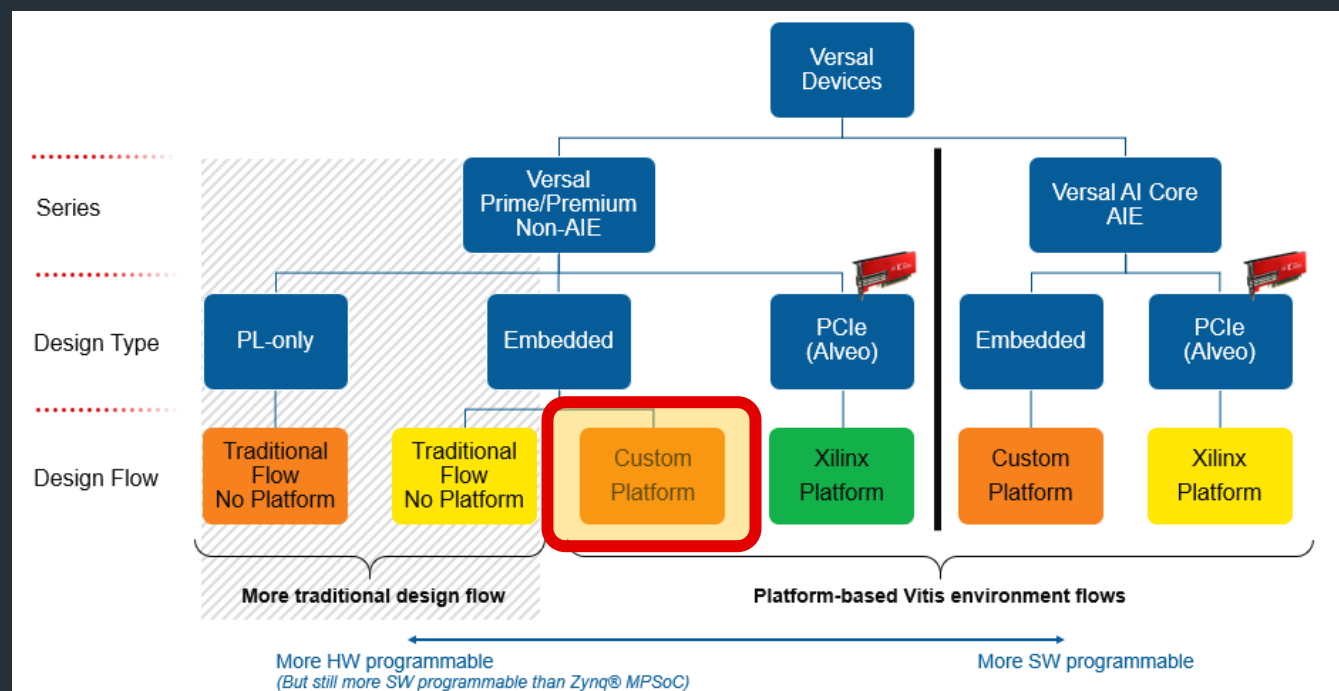 Versal
Devices
Series
Versal
Prime/Premium
Non-AIE
Versal AI Core
AIE
Design Type
PL-only
Embedded
PCIe
(Alveo)
Embedded
PCIe
(Alveo)
Design Flow
Traditional
Flow
No Platform
Traditional
Flow
No Platform
Custom
Platform
Xilinx
Platform
Custom
Platform
Xilinx
Platform
More traditional design flow
Platform-based Vitis environment flows
More HW programmable
(But still more SW programmable than Zynq® MPSoC)
More SW programmable